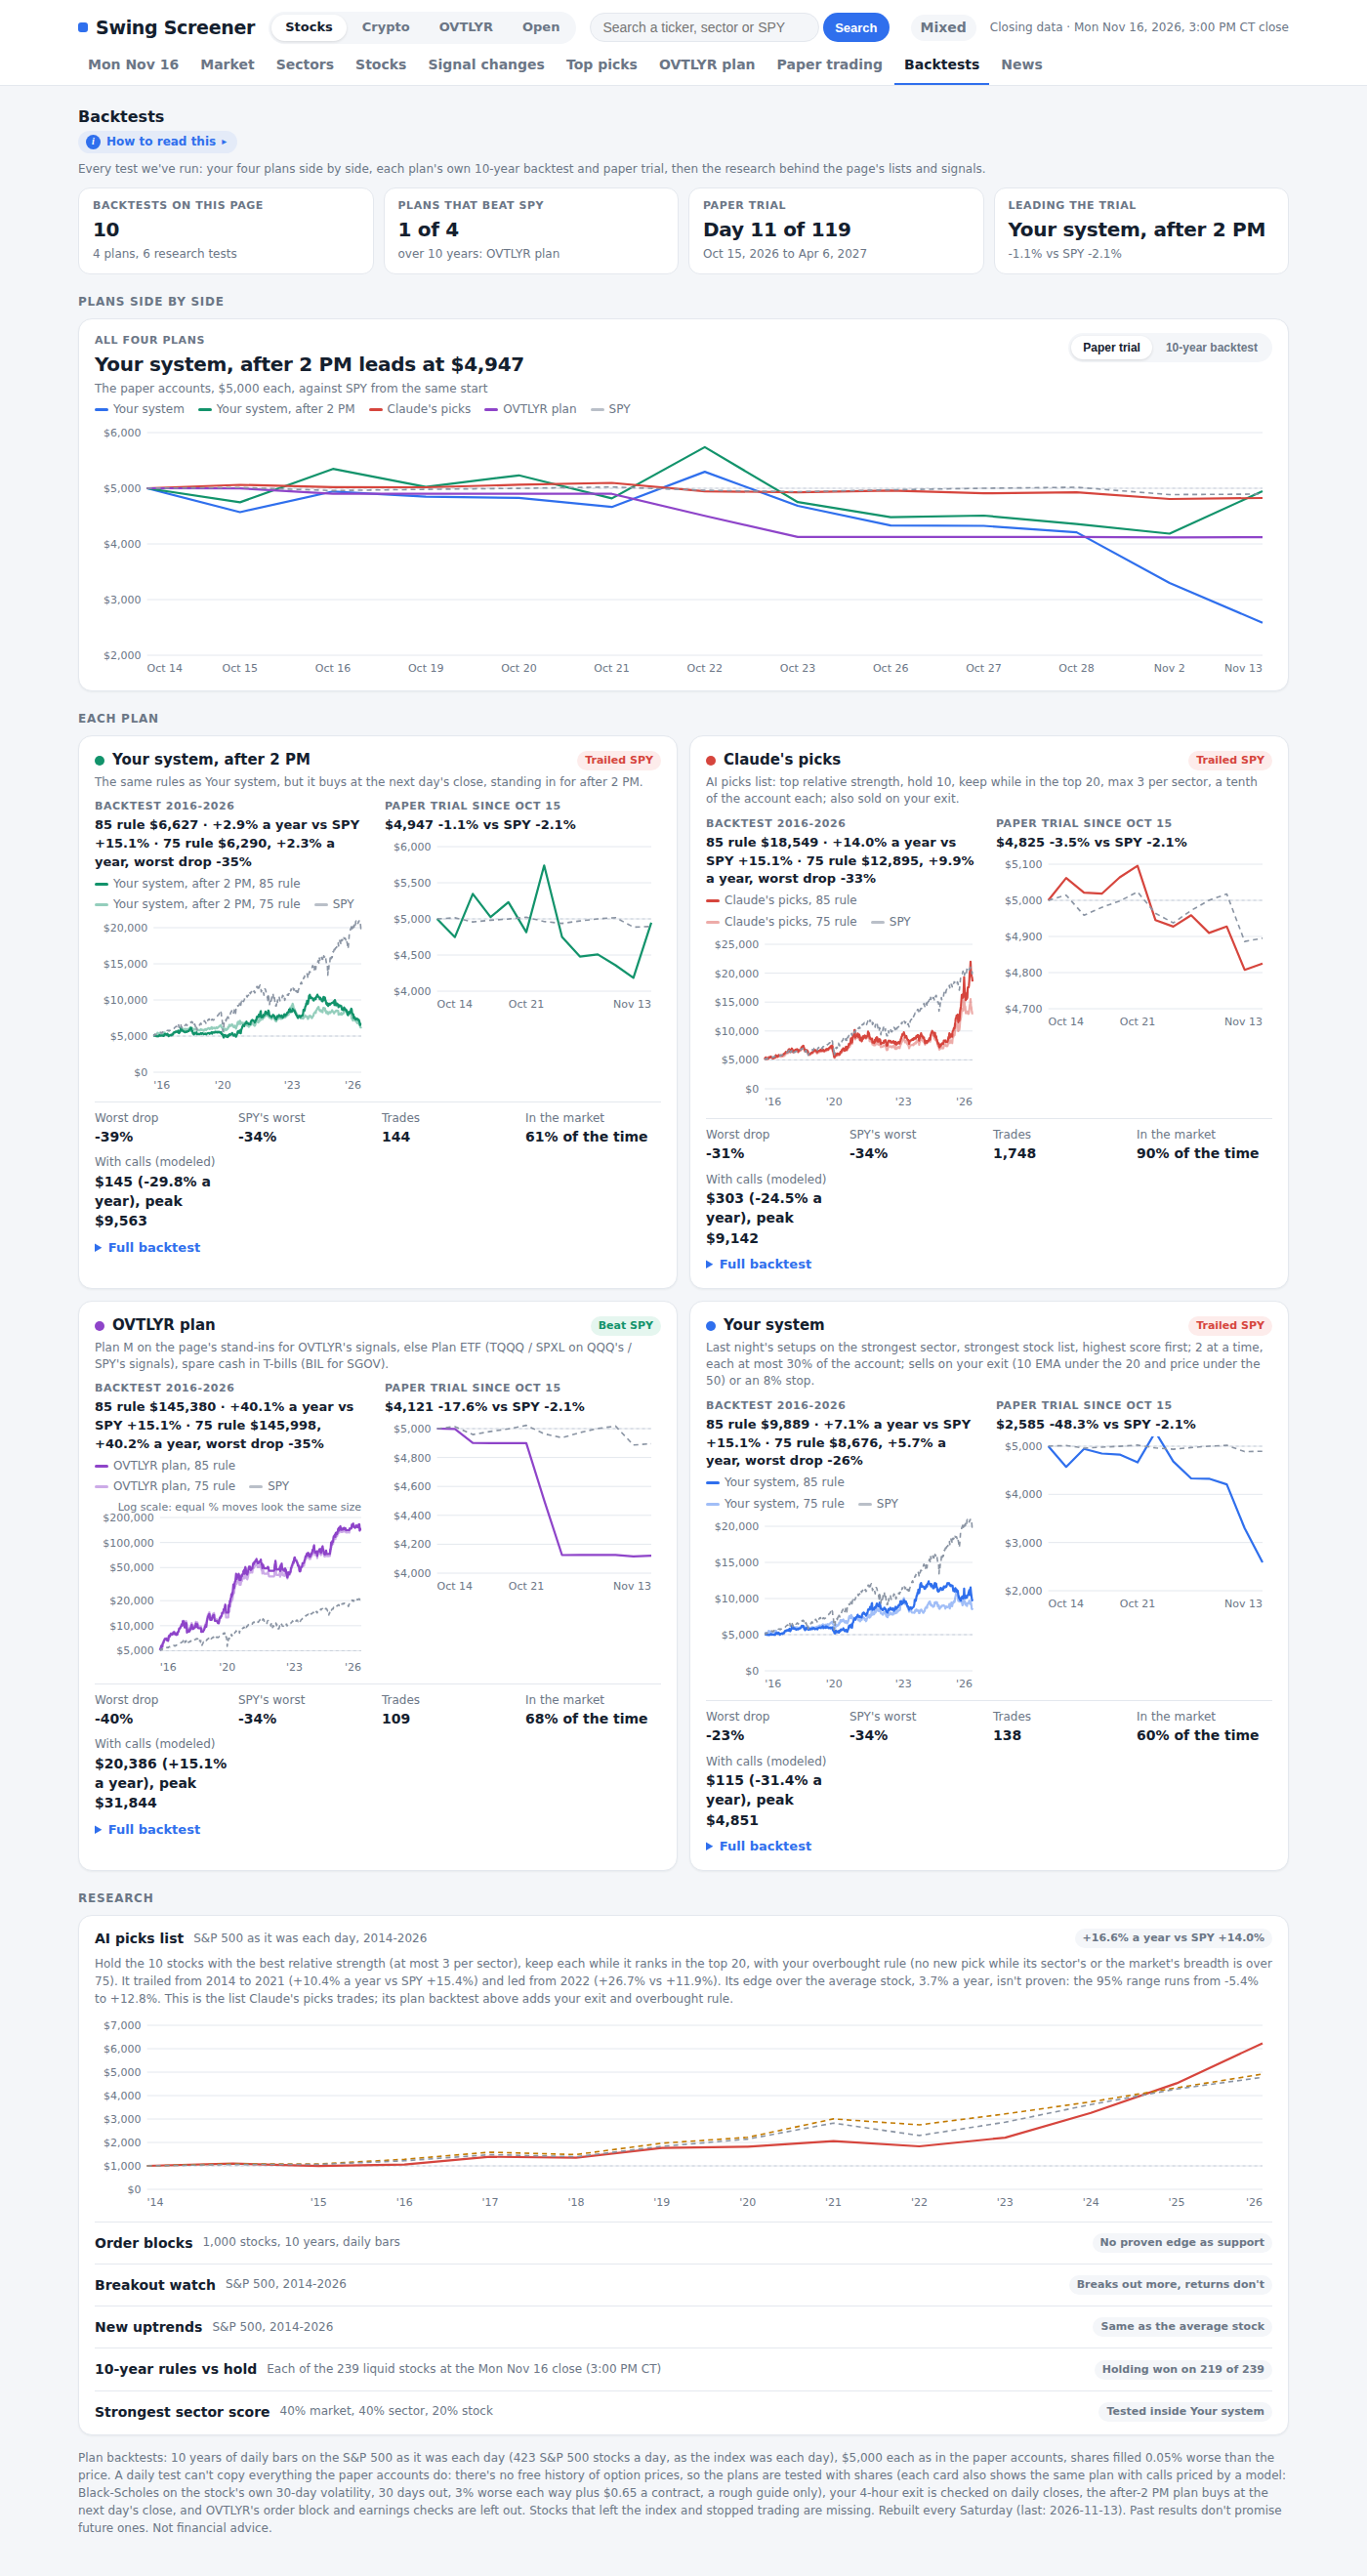 Swing Screener
Stocks Crypto OVTLYR Open
Search a ticker, sector or SPY Search
Mixed Closing data · Mon Nov 16, 2026, 3:00 PM CT close
Mon Nov 16 Market Sectors Stocks Signal changes Top picks OVTLYR plan Paper trading Backtests News
Backtests
i How to read this ▸
Every test we've run: your four plans side by side, each plan's own 10-year backtest and paper trial, then the research behind the page's lists and signals.
BACKTESTS ON THIS PAGE
10
4 plans, 6 research tests
PLANS THAT BEAT SPY
1 of 4
over 10 years: OVTLYR plan
PAPER TRIAL
Day 11 of 119
Oct 15, 2026 to Apr 6, 2027
LEADING THE TRIAL
Your system, after 2 PM
-1.1% vs SPY -2.1%
PLANS SIDE BY SIDE
ALL FOUR PLANS
Paper trial 10-year backtest
Your system, after 2 PM leads at $4,947
The paper accounts, $5,000 each, against SPY from the same start
Your system Your system, after 2 PM Claude's picks OVTLYR plan SPY
$6,000
$5,000
$4,000
$3,000
$2,000
Oct 14 Oct 15 Oct 16 Oct 19 Oct 20 Oct 21 Oct 22 Oct 23 Oct 26 Oct 27 Oct 28 Nov 2 Nov 13
EACH PLAN
Your system, after 2 PM Trailed SPY
The same rules as Your system, but it buys at the next day's close, standing in for after 2 PM.
BACKTEST 2016-2026
85 rule $6,627 · +2.9% a year vs SPY
+15.1% · 75 rule $6,290, +2.3% a
year, worst drop -35%
Your system, after 2 PM, 85 rule
Your system, after 2 PM, 75 rule SPY
$20,000
$15,000
$10,000
$5,000
$0
'16 '20 '23 '26
PAPER TRIAL SINCE OCT 15
$4,947 -1.1% vs SPY -2.1%
$6,000
$5,500
$5,000
$4,500
$4,000
Oct 14 Oct 21 Nov 13
Worst drop SPY's worst Trades In the market
-39% -34% 144 61% of the time
With calls (modeled)
$145 (-29.8% a
year), peak
$9,563
Full backtest
Claude's picks Trailed SPY
AI picks list: top relative strength, hold 10, keep while in the top 20, max 3 per sector, a tenth
of the account each; also sold on your exit.
BACKTEST 2016-2026
85 rule $18,549 · +14.0% a year vs
SPY +15.1% · 75 rule $12,895, +9.9%
a year, worst drop -33%
Claude's picks, 85 rule
Claude's picks, 75 rule SPY
$25,000
$20,000
$15,000
$10,000
$5,000
$0
'16 '20 '23 '26
PAPER TRIAL SINCE OCT 15
$4,825 -3.5% vs SPY -2.1%
$5,100
$5,000
$4,900
$4,800
$4,700
Oct 14 Oct 21 Nov 13
Worst drop SPY's worst Trades In the market
-31% -34% 1,748 90% of the time
With calls (modeled)
$303 (-24.5% a
year), peak
$9,142
Full backtest
OVTLYR plan Beat SPY
Plan M on the page's stand-ins for OVTLYR's signals, else Plan ETF (TQQQ / SPXL on QQQ's /
SPY's signals), spare cash in T-bills (BIL for SGOV).
BACKTEST 2016-2026
85 rule $145,380 · +40.1% a year vs
SPY +15.1% · 75 rule $145,998,
+40.2% a year, worst drop -35%
OVTLYR plan, 85 rule
OVTLYR plan, 75 rule SPY
Log scale: equal % moves look the same size
$200,000
$100,000
$50,000
$20,000
$10,000
$5,000
'16 '20 '23 '26
PAPER TRIAL SINCE OCT 15
$4,121 -17.6% vs SPY -2.1%
$5,000
$4,800
$4,600
$4,400
$4,200
$4,000
Oct 14 Oct 21 Nov 13
Worst drop SPY's worst Trades In the market
-40% -34% 109 68% of the time
With calls (modeled)
$20,386 (+15.1%
a year), peak
$31,844
Full backtest
Your system Trailed SPY
Last night's setups on the strongest sector, strongest stock list, highest score first; 2 at a time,
each at most 30% of the account; sells on your exit (10 EMA under the 20 and price under the
50) or an 8% stop.
BACKTEST 2016-2026
85 rule $9,889 · +7.1% a year vs SPY
+15.1% · 75 rule $8,676, +5.7% a
year, worst drop -26%
Your system, 85 rule
Your system, 75 rule SPY
$20,000
$15,000
$10,000
$5,000
$0
'16 '20 '23 '26
PAPER TRIAL SINCE OCT 15
$2,585 -48.3% vs SPY -2.1%
$5,000
$4,000
$3,000
$2,000
Oct 14 Oct 21 Nov 13
Worst drop SPY's worst Trades In the market
-23% -34% 138 60% of the time
With calls (modeled)
$115 (-31.4% a
year), peak
$4,851
Full backtest
RESEARCH
AI picks list S&P 500 as it was each day, 2014-2026 +16.6% a year vs SPY +14.0%
Hold the 10 stocks with the best relative strength (at most 3 per sector), keep each while it ranks in the top 20, with your overbought rule (no new pick while its sector's or the market's breadth is over
75). It trailed from 2014 to 2021 (+10.4% a year vs SPY +15.4%) and led from 2022 (+26.7% vs +11.9%). Its edge over the average stock, 3.7% a year, isn't proven: the 95% range runs from -5.4%
to +12.8%. This is the list Claude's picks trades; its plan backtest above adds your exit and overbought rule.
$7,000
$6,000
$5,000
$4,000
$3,000
$2,000
$1,000
$0
'14 '15 '16 '17 '18 '19 '20 '21 '22 '23 '24 '25 '26
Order blocks 1,000 stocks, 10 years, daily bars No proven edge as support
Breakout watch S&P 500, 2014-2026 Breaks out more, returns don't
New uptrends S&P 500, 2014-2026 Same as the average stock
10-year rules vs hold Each of the 239 liquid stocks at the Mon Nov 16 close (3:00 PM CT) Holding won on 219 of 239
Strongest sector score 40% market, 40% sector, 20% stock Tested inside Your system
Plan backtests: 10 years of daily bars on the S&P 500 as it was each day (423 S&P 500 stocks a day, as the index was each day), $5,000 each as in the paper accounts, shares filled 0.05% worse than the
price. A daily test can't copy everything the paper accounts do: there's no free history of option prices, so the plans are tested with shares (each card also shows the same plan with calls priced by a model:
Black-Scholes on the stock's own 30-day volatility, 30 days out, 3% worse each way plus $0.65 a contract, a rough guide only), your 4-hour exit is checked on daily closes, the after-2 PM plan buys at the
next day's close, and OVTLYR's order block and earnings checks are left out. Stocks that left the index and stopped trading are missing. Rebuilt every Saturday (last: 2026-11-13). Past results don't promise
future ones. Not financial advice.